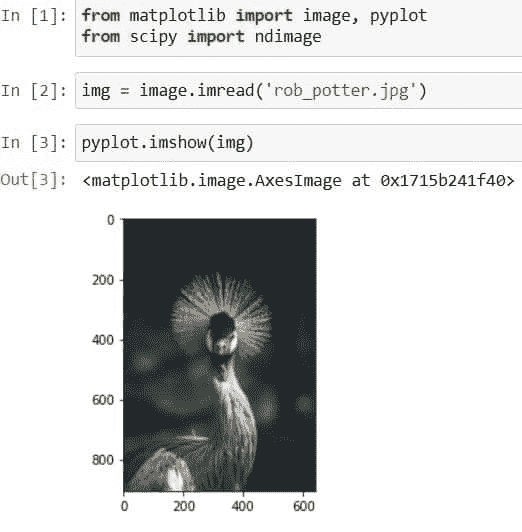 In [1]: from matplotlib import image, pyplot
from scipy import ndimage
In [2]: img = image.imread('rob_potter.jpg')
In [3]: pyplot.imshow(img)
Out[3]: <matplotlib.image.AxesImage at 0x1715b241f40>
0
200
400
600
800
0 200 400 600